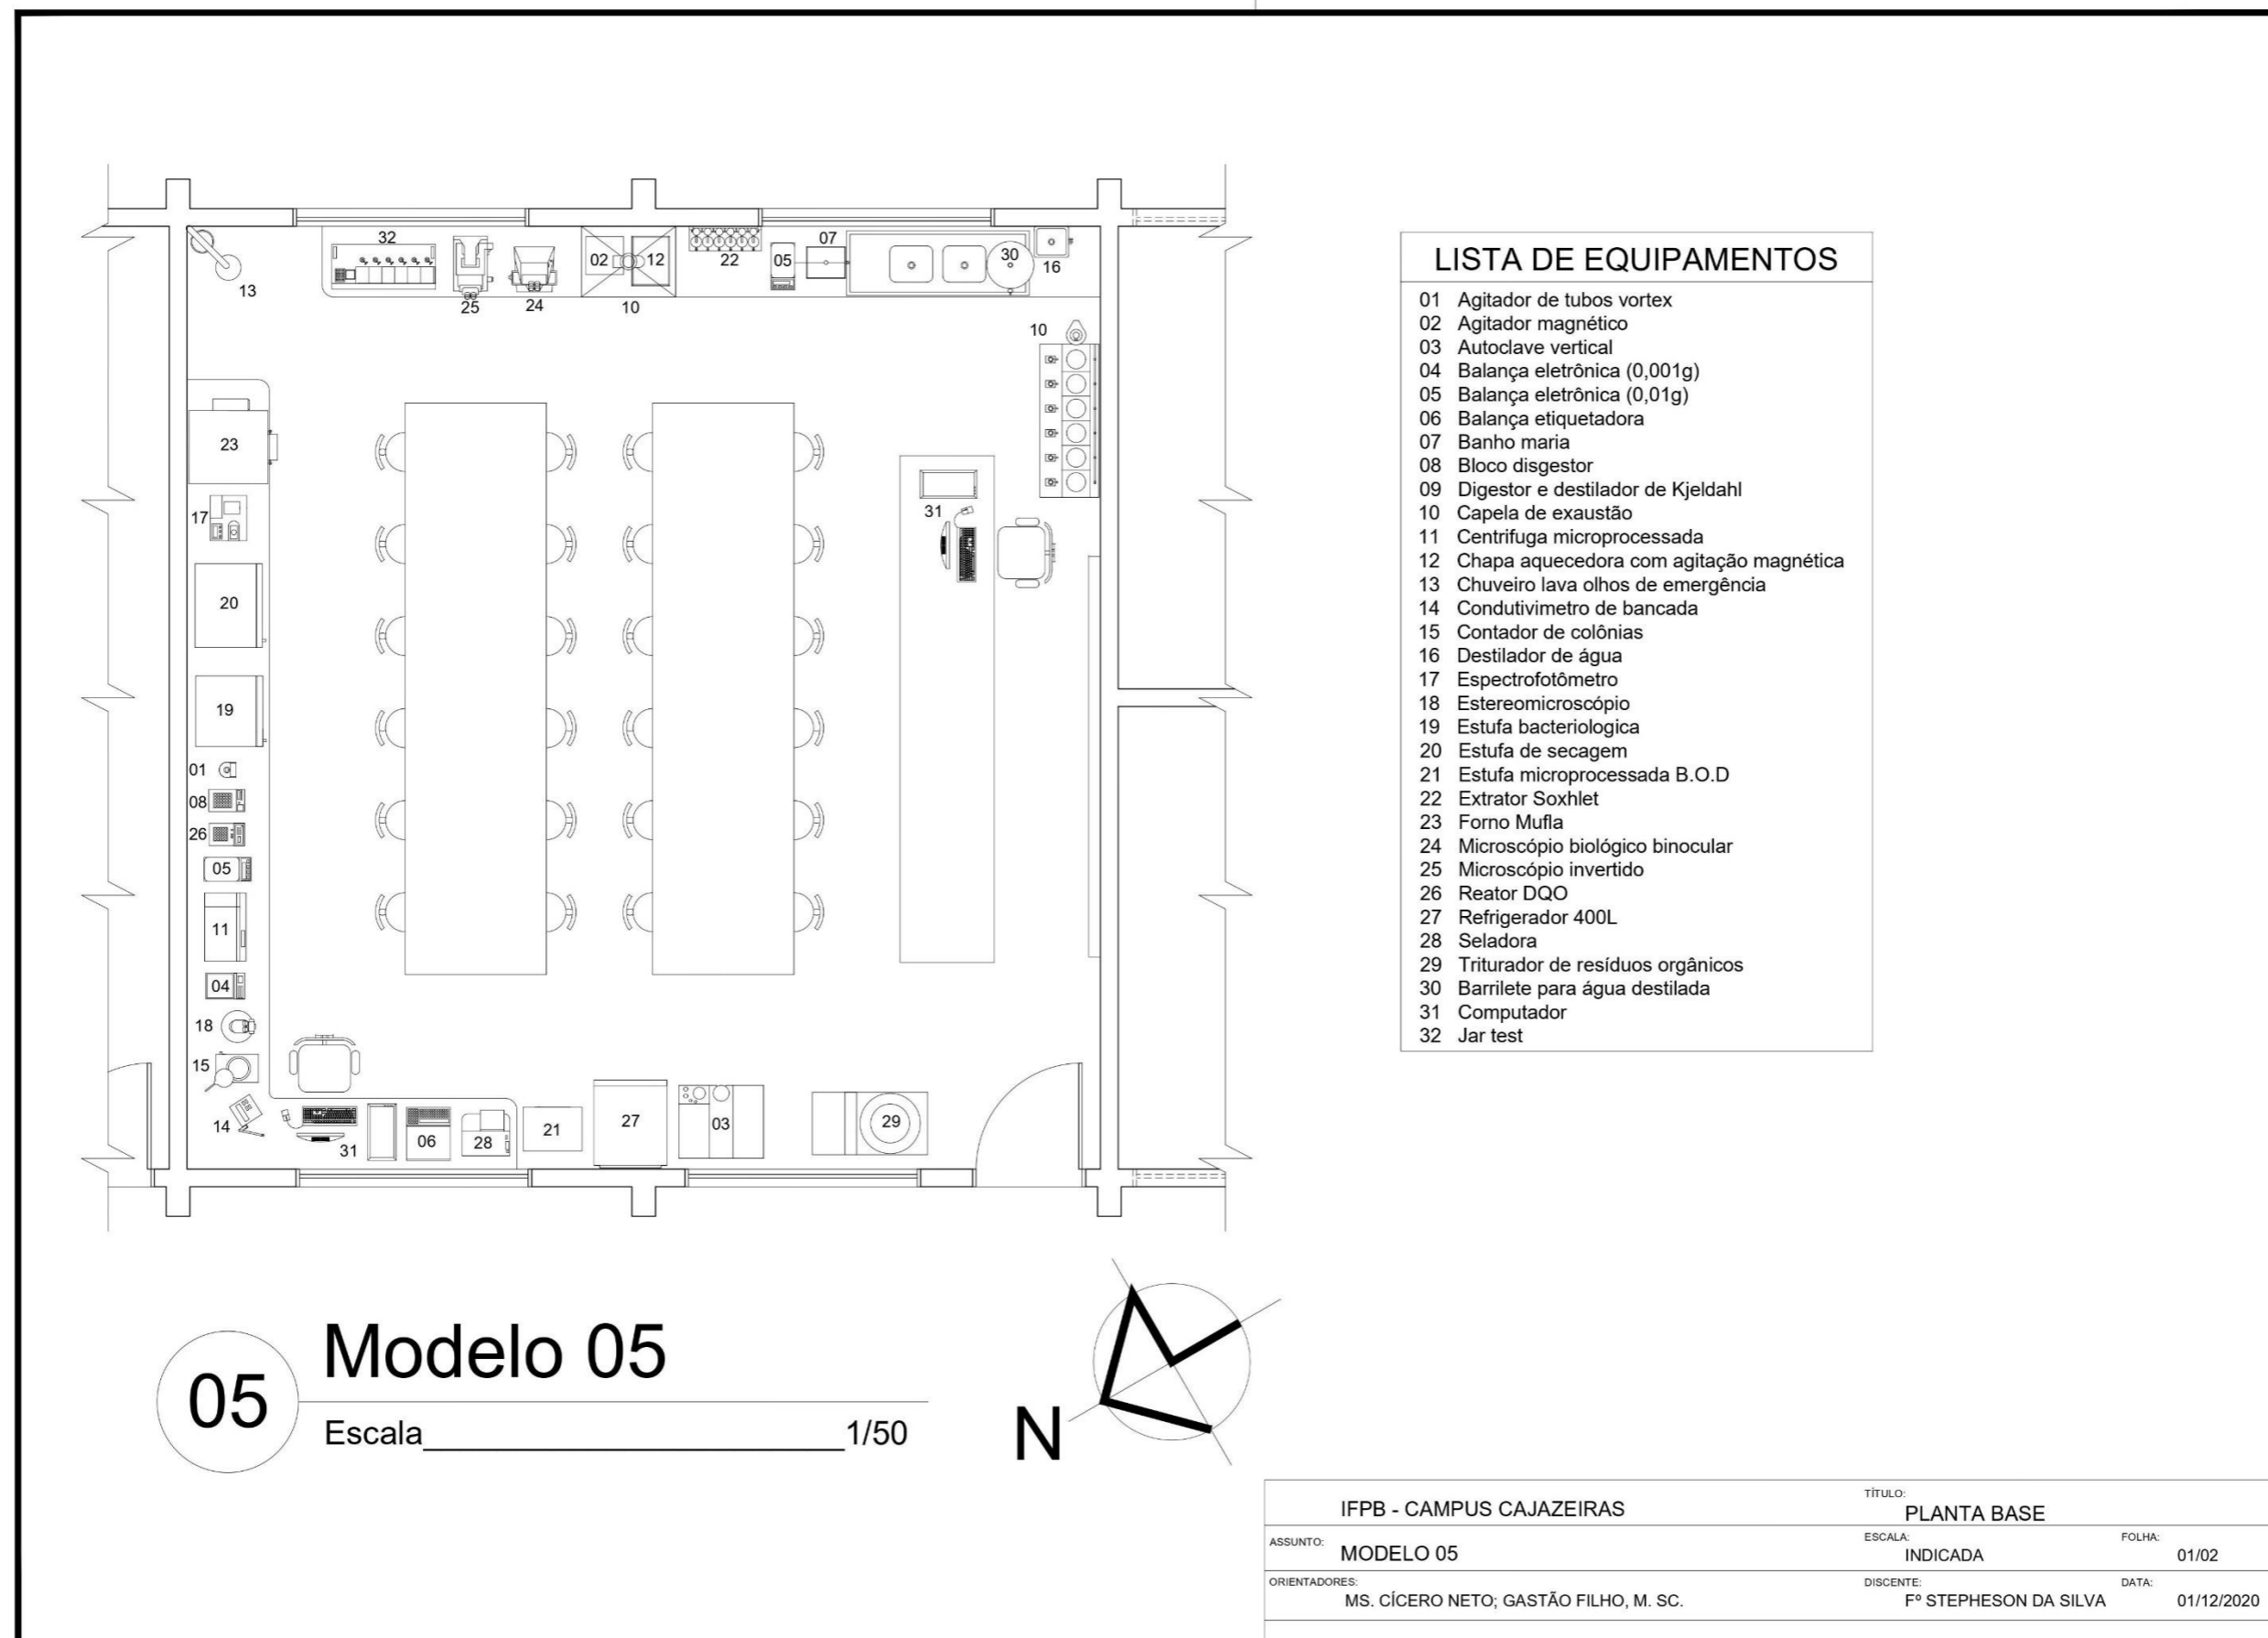 32
07
02
12
22
05
30
16
13
25
24
10
10
23
17
31
20
19
01
08
26
05
11
04
18
15
14
31
06
28
21
27
03
29
LISTA DE EQUIPAMENTOS
01 Agitador de tubos vortex
02 Agitador magnético
03 Autoclave vertical
04 Balança eletrônica (0,001g)
05 Balança eletrônica (0,01g)
06 Balança etiquetadora
07 Banho maria
08 Bloco disgestor
09 Digestor e destilador de Kjeldahl
10 Capela de exaustão
11 Centrifuga microprocessada
12 Chapa aquecedora com agitação magnética
13 Chuveiro lava olhos de emergência
14 Condutivimetro de bancada
15 Contador de colônias
16 Destilador de água
17 Espectrofotômetro
18 Estereomicroscópio
19 Estufa bacteriologica
20 Estufa de secagem
21 Estufa microprocessada B.O.D
22 Extrator Soxhlet
23 Forno Mufla
24 Microscópio biológico binocular
25 Microscópio invertido
26 Reator DQO
27 Refrigerador 400L
28 Seladora
29 Triturador de resíduos orgânicos
30 Barrilete para água destilada
31 Computador
32 Jar test
05
Modelo 05
Escala 1/50
N
IFPB - CAMPUS CAJAZEIRAS
TÍTULO:
PLANTA BASE
ASSUNTO: MODELO 05
ESCALA:
INDICADA
FOLHA:
01/02
ORIENTADORES:
MS. CÍCERO NETO; GASTÃO FILHO, M. SC.
DISCENTE:
Fº STEPHESON DA SILVA
DATA:
01/12/2020